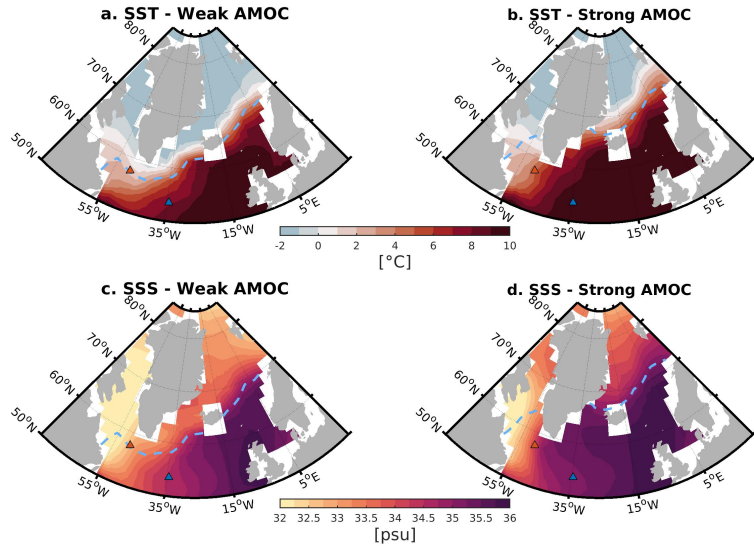 a. SST - Weak AMOC
b. SST - Strong AMOC
80°N
70°N
60°N
50°N
55°W
35°W
15°W
5°E
80°N
70°N
60°N
50°N
55°W
35°W
15°W
5°E
-2 0 2 4 6 8 10
[°C]
c. SSS - Weak AMOC
d. SSS - Strong AMOC
80°N
70°N
60°N
50°N
55°W
35°W
15°W
5°E
80°N
70°N
60°N
50°N
55°W
35°W
15°W
5°E
32 32.5 33 33.5 34 34.5 35 35.5 36
[psu]